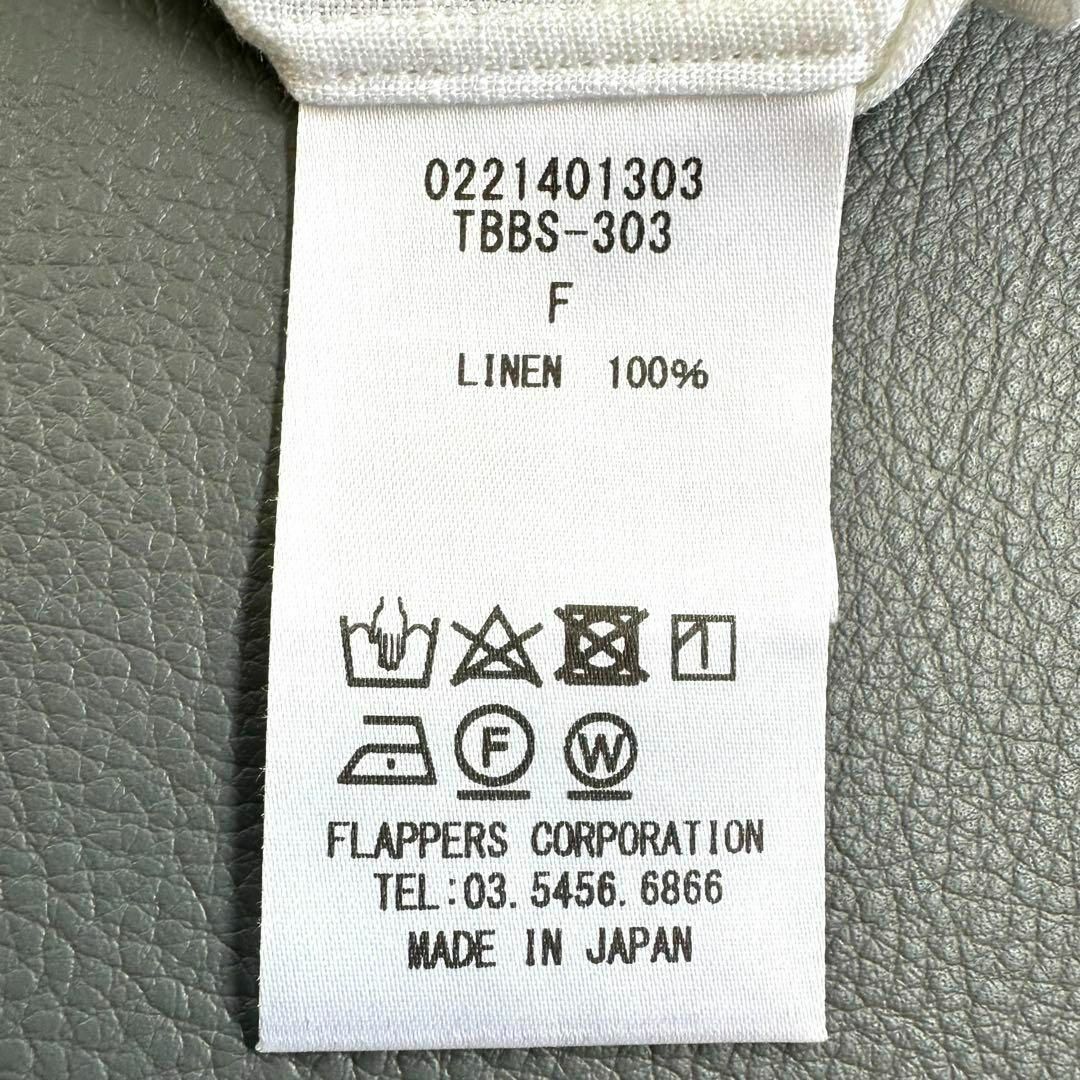 0221401303
TBBS-303
F
LINEN 100%
F W
FLAPPERS CORPORATION
TEL:03.5456.6866
MADE IN JAPAN